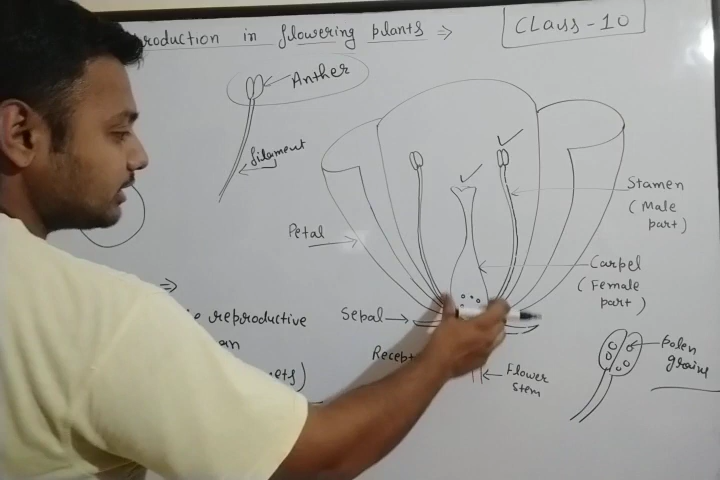 roduction in flowering plants ⇒
CLass-10
Anther
filament
Petal
Stamen
(Male
part)
Carpel
(Female
part)
Sepal
Flower
stem
polen
grains
reproductive